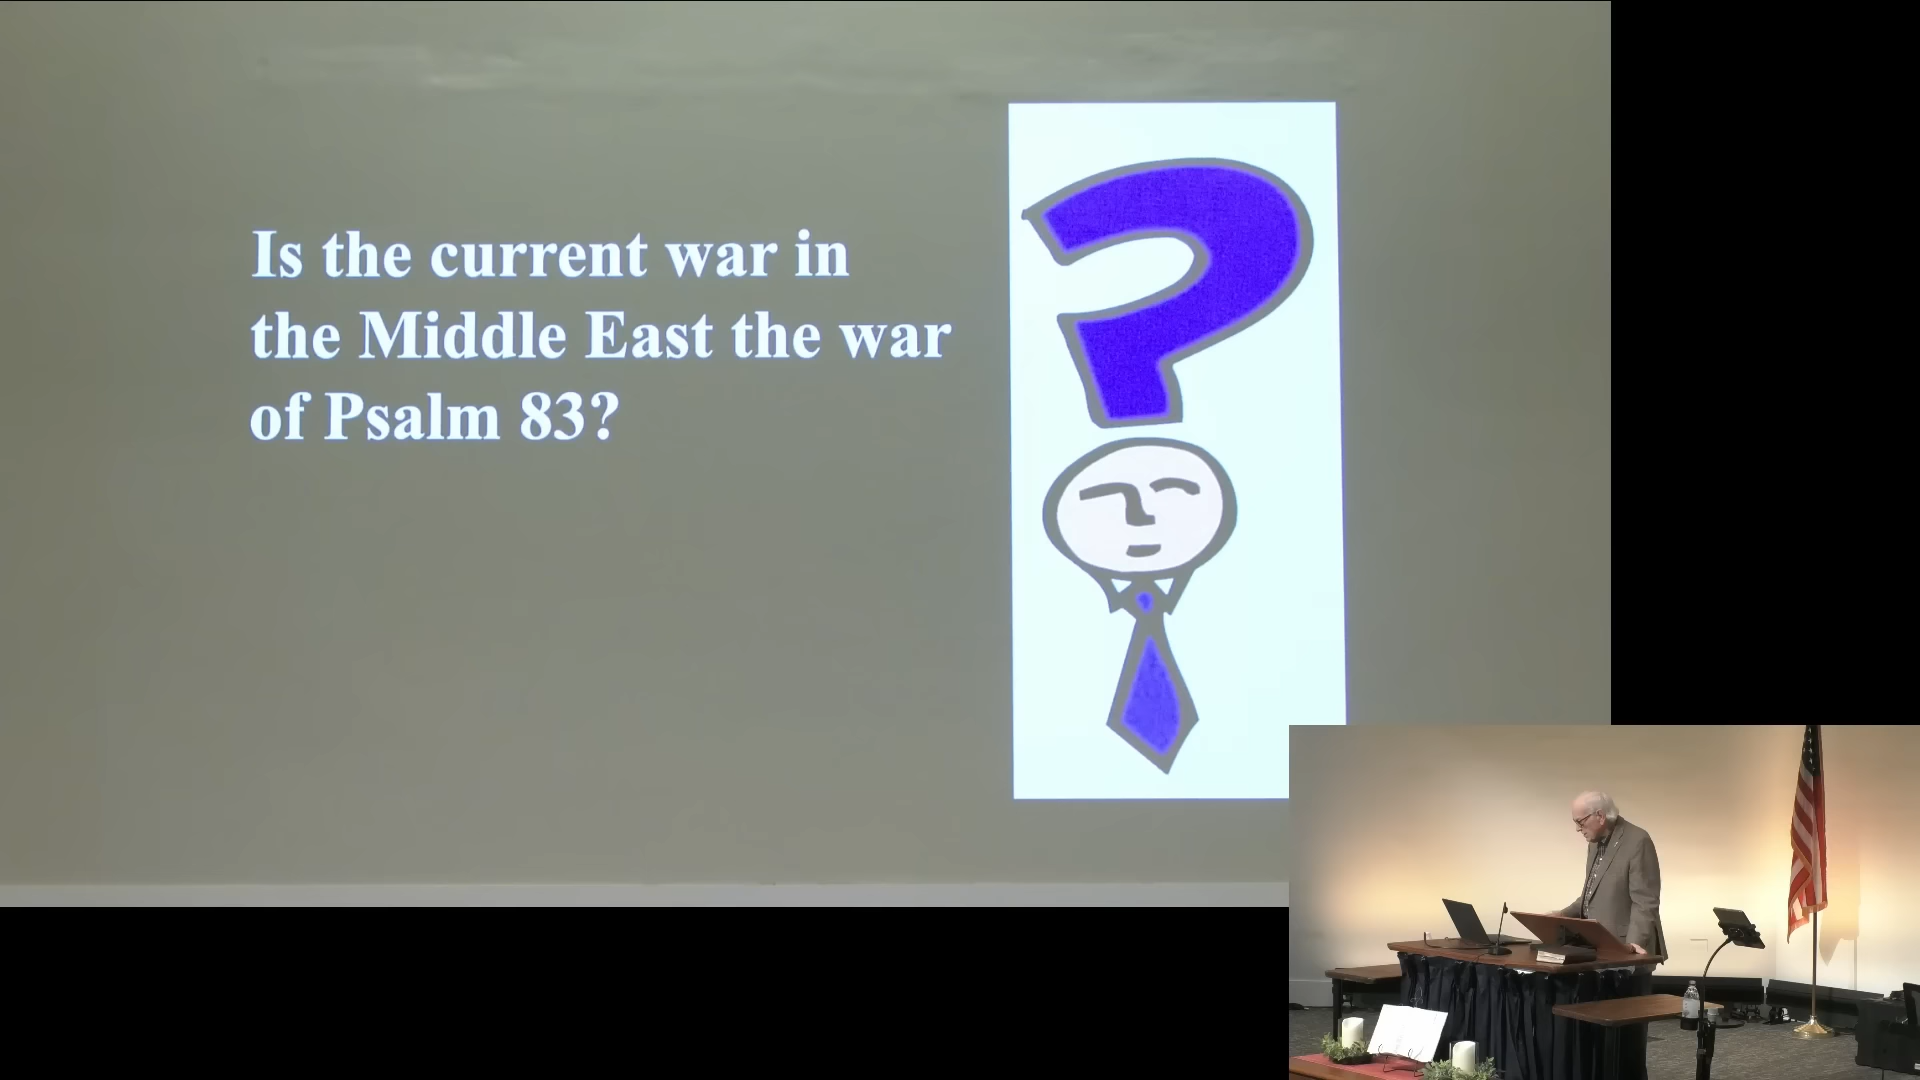 Is the current war in
the Middle East the war
of Psalm 83?